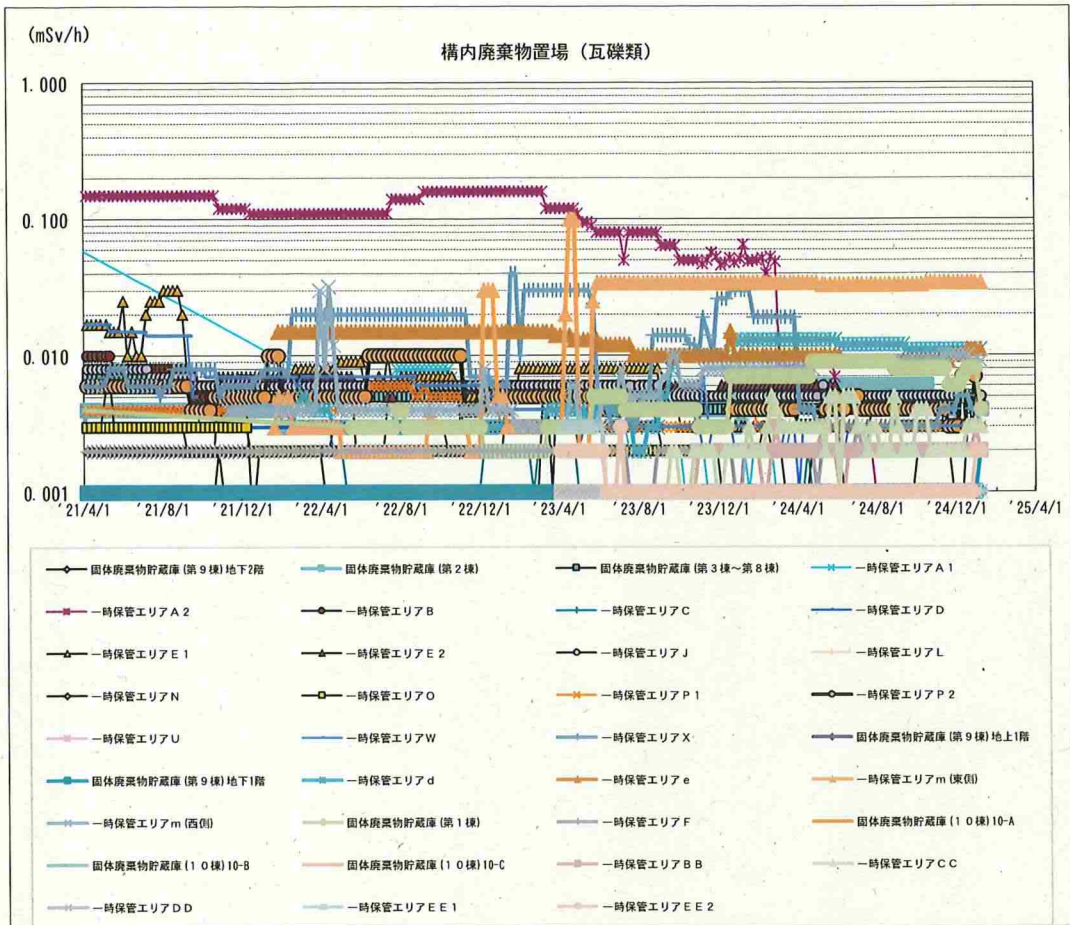 (mSv/h)
構内廃棄物置場（瓦礫類）
1.000
0.100
0.010
0.001
'21/4/1 '21/8/1 '21/12/1 '22/4/1 '22/8/1 '22/12/1 '23/4/1 '23/8/1 '23/12/1 '24/4/1 '24/8/1 '24/12/1 '25/4/1
固体廃棄物貯蔵庫(第9棟)地下2階 固体廃棄物貯蔵庫(第2棟) 固体廃棄物貯蔵庫(第3棟～第8棟) 一時保管エリアA1
一時保管エリアA2 一時保管エリアB 一時保管エリアC 一時保管エリアD
一時保管エリアE1 一時保管エリアE2 一時保管エリアJ 一時保管エリアL
一時保管エリアN 一時保管エリアO 一時保管エリアP1 一時保管エリアP2
一時保管エリアU 一時保管エリアW 一時保管エリアX 固体廃棄物貯蔵庫(第9棟)地上1階
固体廃棄物貯蔵庫(第9棟)地下1階 一時保管エリアd 一時保管エリアe 一時保管エリアm(東側)
一時保管エリアm(西側) 固体廃棄物貯蔵庫(第1棟) 一時保管エリアF 固体廃棄物貯蔵庫(10棟)10-A
固体廃棄物貯蔵庫(10棟)10-B 固体廃棄物貯蔵庫(10棟)10-C 一時保管エリアBB 一時保管エリアCC
一時保管エリアDD 一時保管エリアEE1 一時保管エリアEE2